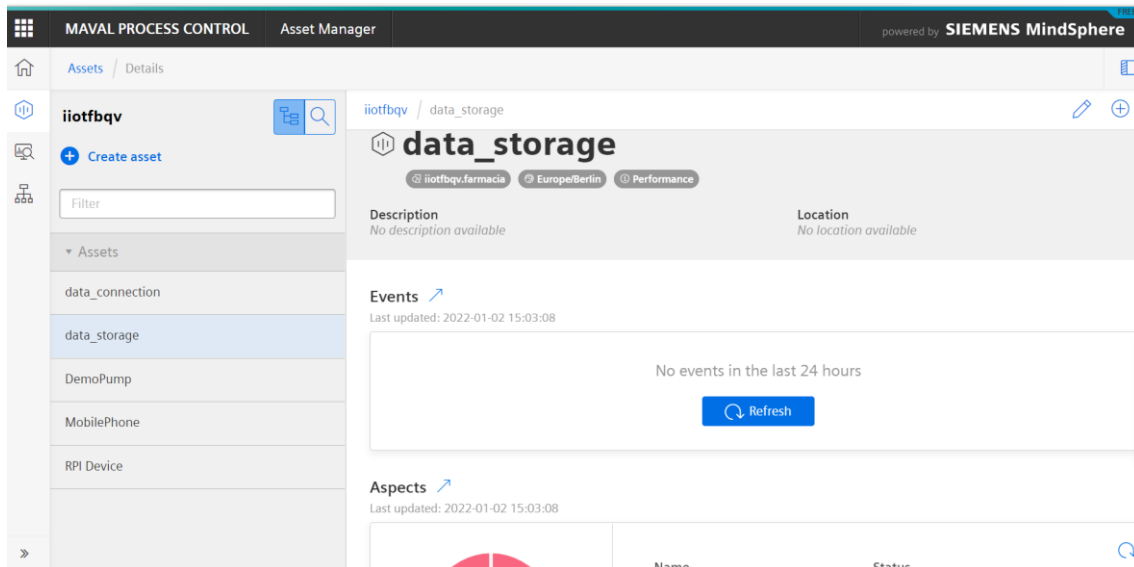 FREE
MAVAL PROCESS CONTROL Asset Manager powered by SIEMENS MindSphere
Assets / Details
iiotfbqv
Create asset
Filter
Assets
data_connection
data_storage
DemoPump
MobilePhone
RPI Device
iiotfbqv / data_storage
data_storage
iiotfbqv.farmacia Europe/Berlin Performance
Description Location
No description available No location available
Events
Last updated: 2022-01-02 15:03:08
No events in the last 24 hours
Refresh
Aspects
Last updated: 2022-01-02 15:03:08
Name Status